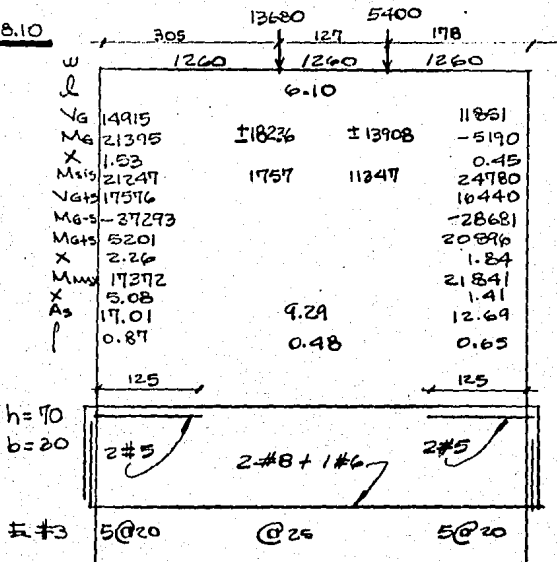 8.10
13680 5400
305 127 178
w 1260 1260 1260
l 6.10
VG 14915 11851
MG 21395 ±18236 ±13908 -5190
X 1.53 0.45
Msis 21247 1757 11347 24780
VG+S 17576 16440
MG-S -37293 -28681
MG+S 5201 20896
X 2.26 1.84
Mmax 17372 21841
X 5.08 1.41
As 17.01 9.29 12.69
ρ 0.87 0.48 0.65
125 125
h=70
b=30
2#5 2#8+1#6 2#5
E #3 5@20 @25 5@20